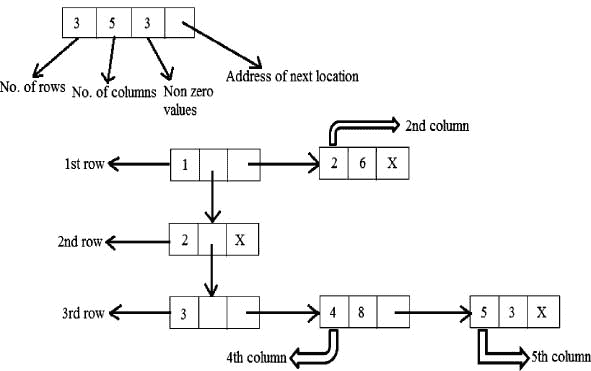 3 5 3
No. of rows
No. of columns
Non zero
values
Address of next location
2nd column
1st row
1
2 6 X
2nd row
2 X
3rd row
3
4 8
5 3 X
4th column
5th column